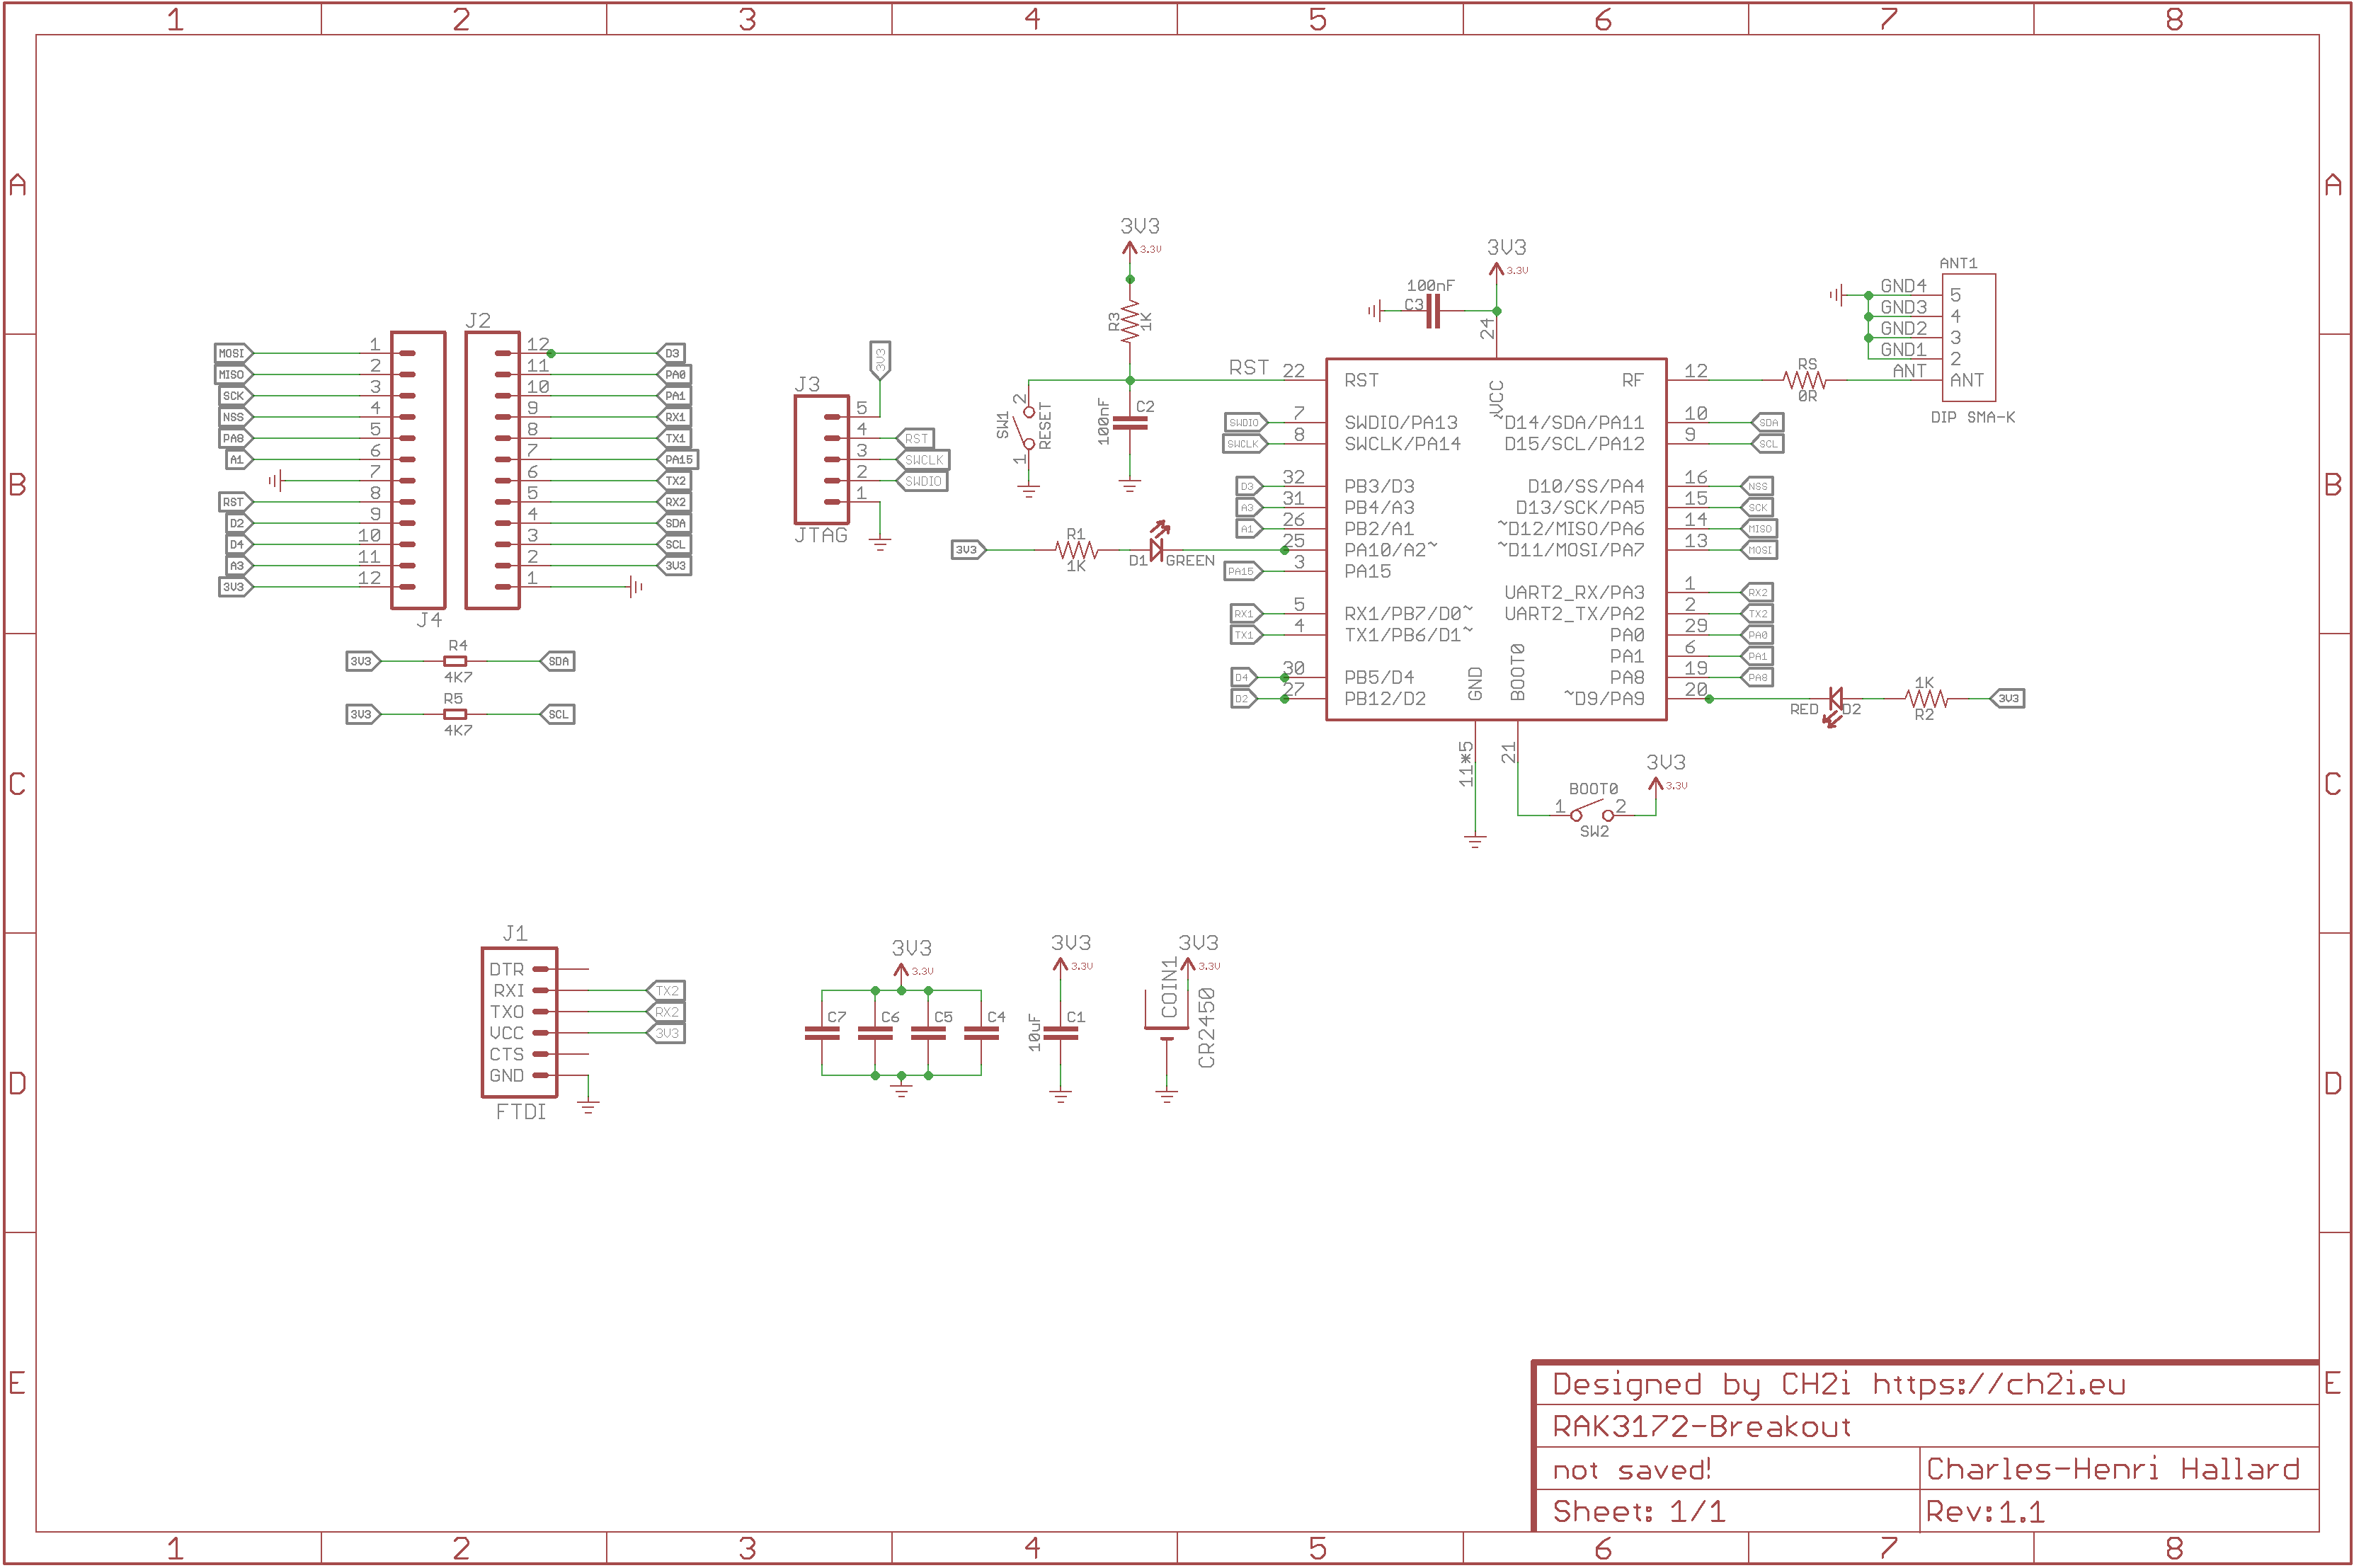 1 2 3 4 5 6 7 8
A A
B B
C C
D D
E E
J2
J4
MOSI 1
MISO 2
SCK 3
NSS 4
PA8 5
A1 6
7
RST 8
D2 9
D4 10
A3 11
3V3 12
12 D3
11 PA0
10 PA1
9 RX1
8 TX1
7 PA15
6 TX2
5 RX2
4 SDA
3 SCL
2 3V3
1
3V3 R4 4K7 SDA
3V3 R5 4K7 SCL
J3
3V3
5
4 RST
3 SWCLK
2 SWDIO
1
JTAG
3V3
3.3V
R3 1K
SW1 2 1 RESET
100nF C2
3V3 R1 1K D1 GREEN
3V3
3.3V
100nF
C3
24
VCC
RST 22 RST
SWDIO 7 SWDIO/PA13
SWCLK 8 SWCLK/PA14
D3 32 PB3/D3
A3 31 PB4/A3
A1 26 PB2/A1
25 PA10/A2~
PA15 3 PA15
RX1 5 RX1/PB7/D0~
TX1 4 TX1/PB6/D1~
D4 30 PB5/D4
D2 27 PB12/D2
RF 12
~D14/SDA/PA11 10 SDA
D15/SCL/PA12 9 SCL
D10/SS/PA4 16 NSS
D13/SCK/PA5 15 SCK
~D12/MISO/PA6 14 MISO
~D11/MOSI/PA7 13 MOSI
UART2_RX/PA3 1 RX2
UART2_TX/PA2 2 TX2
PA0 29 PA0
PA1 6 PA1
PA8 19 PA8
~D9/PA9 20
GND
BOOT0
11*5
21
RS
0R
ANT1
GND4 5
GND3 4
GND2 3
GND1 2
ANT ANT
DIP SMA-K
RED D2 1K R2 3V3
BOOT0
1 2
SW2
3V3
3.3V
J1
DTR
RXI TX2
TXO RX2
VCC 3V3
CTS
GND
FTDI
3V3
3.3V
C7 C6 C5 C4
3V3
3.3V
10uF C1
3V3
3.3V
COIN1
CR2450
Designed by CH2i https://ch2i.eu
RAK3172-Breakout
not saved! Charles-Henri Hallard
Sheet: 1/1 Rev:1.1
1 2 3 4 5 6 7 8